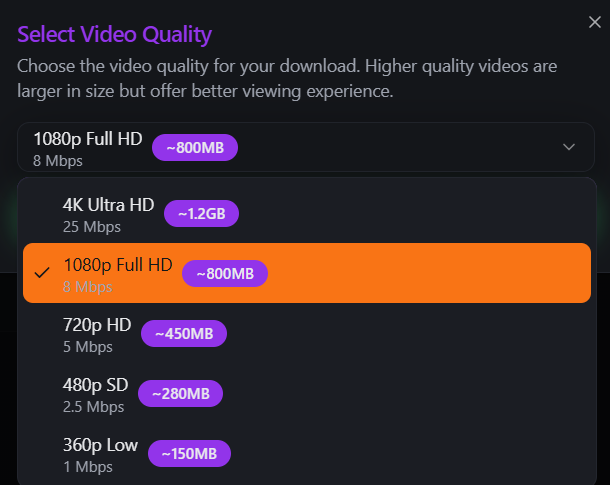 Select Video Quality
Choose the video quality for your download. Higher quality videos are
larger in size but offer better viewing experience.
1080p Full HD ~800MB
8 Mbps
4K Ultra HD ~1.2GB
25 Mbps
1080p Full HD ~800MB
8 Mbps
720p HD ~450MB
5 Mbps
480p SD ~280MB
2.5 Mbps
360p Low ~150MB
1 Mbps